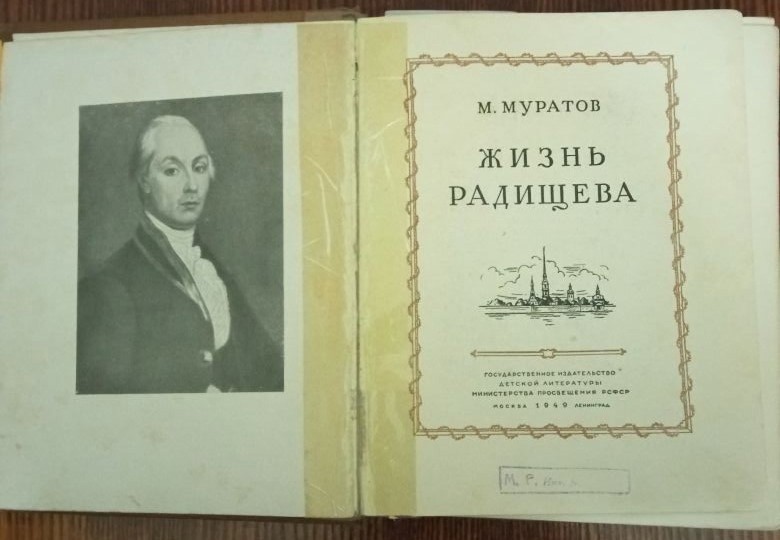 М. МУРАТОВ
ЖИЗНЬ
РАДИЩЕВА
ГОСУДАРСТВЕННОЕ ИЗДАТЕЛЬСТВО
ДЕТСКОЙ ЛИТЕРАТУРЫ
МИНИСТЕРСТВА ПРОСВЕЩЕНИЯ РСФСР
МОСКВА 1949 ЛЕНИНГРАД
М. Р.